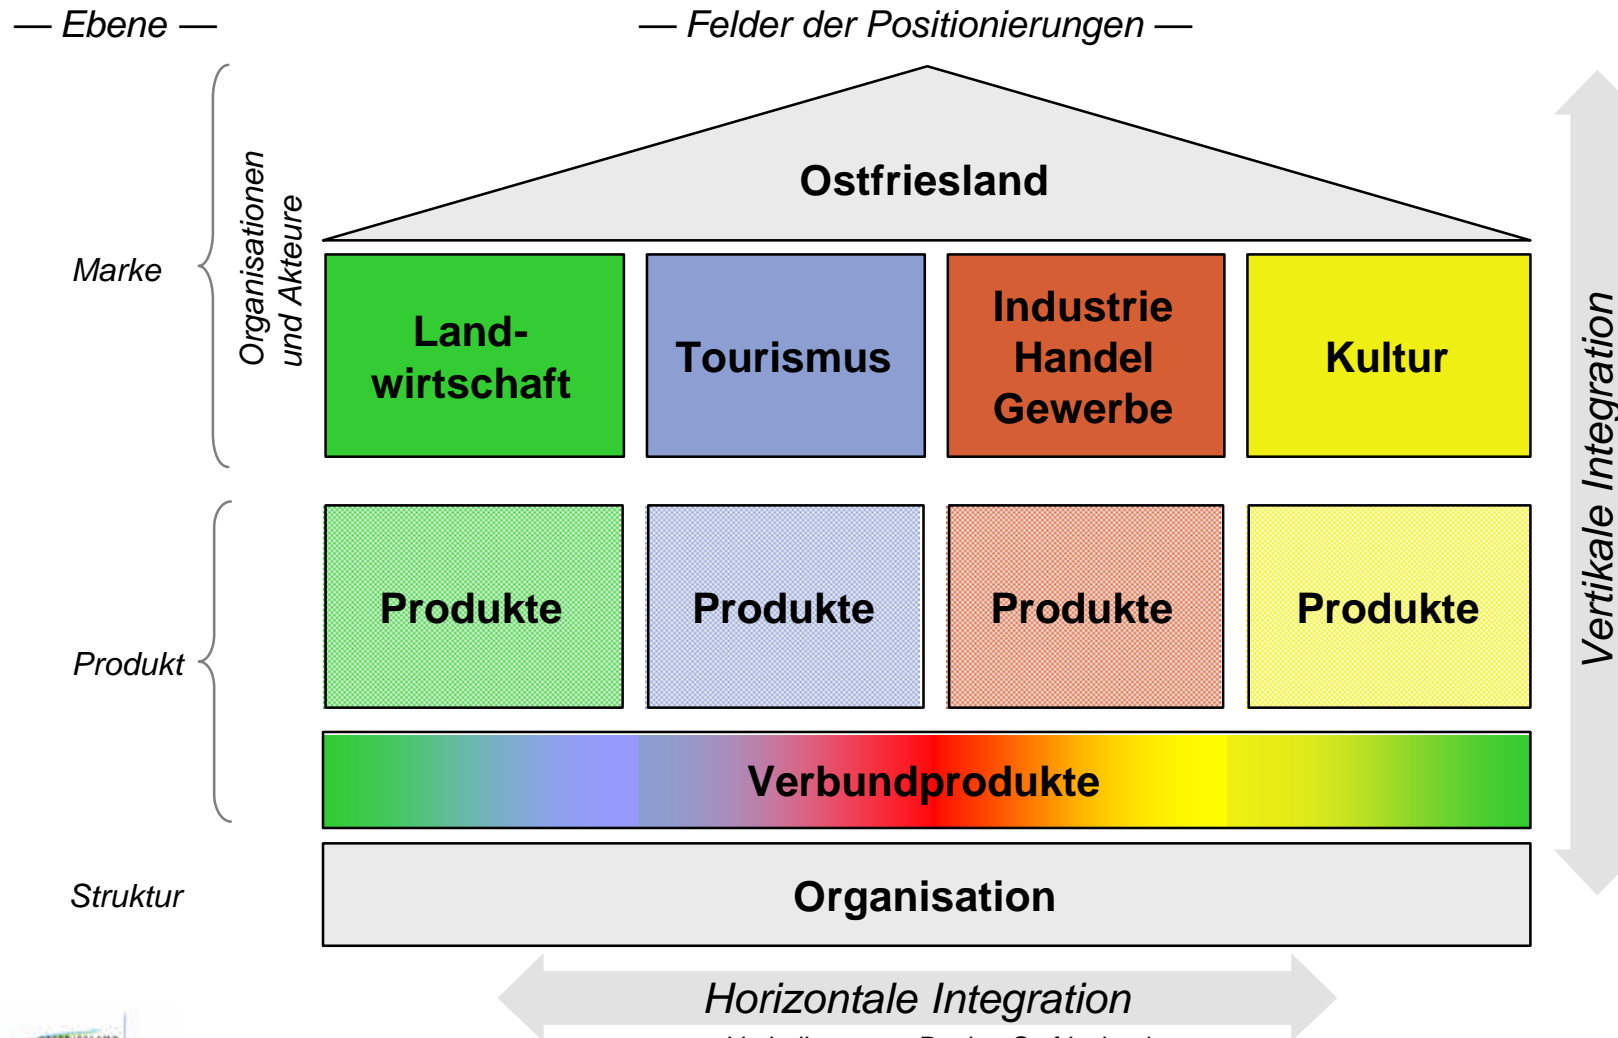 — Ebene —
— Felder der Positionierungen —
Ostfriesland
Marke
Organisationen
und Akteure
Land-
wirtschaft
Tourismus
Industrie
Handel
Gewerbe
Kultur
Vertikale Integration
Produkt
Produkte
Produkte
Produkte
Produkte
Verbundprodukte
Struktur
Organisation
Horizontale Integration